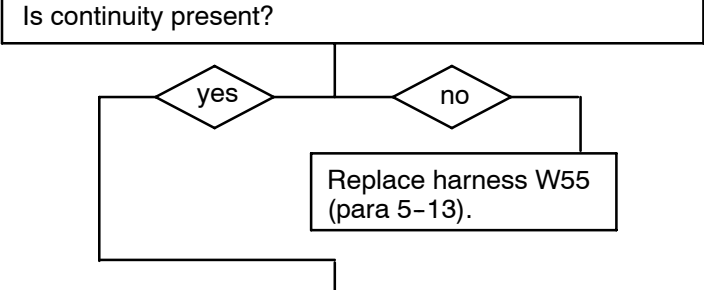 Is continuity present?
yes
no
Replace harness W55
(para 5-13).